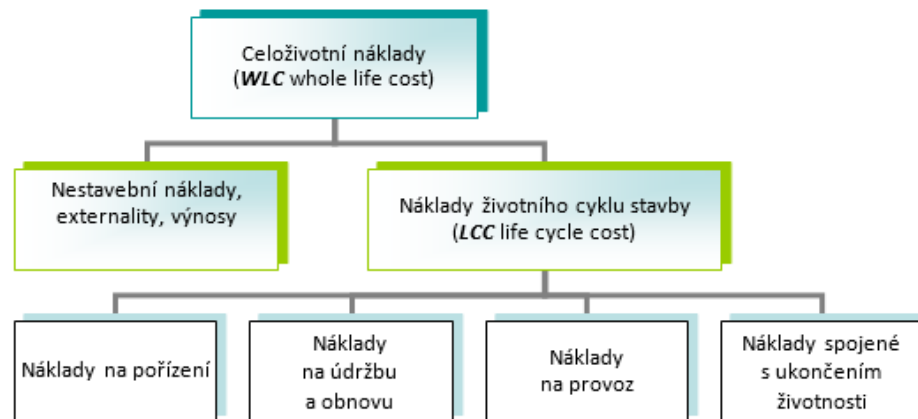 Celoživotní náklady
(WLC whole life cost)
Nestavební náklady,
externality, výnosy
Náklady životního cyklu stavby
(LCC life cycle cost)
Náklady na pořízení
Náklady
na údržbu
a obnovu
Náklady
na provoz
Náklady spojené
s ukončením
životnosti